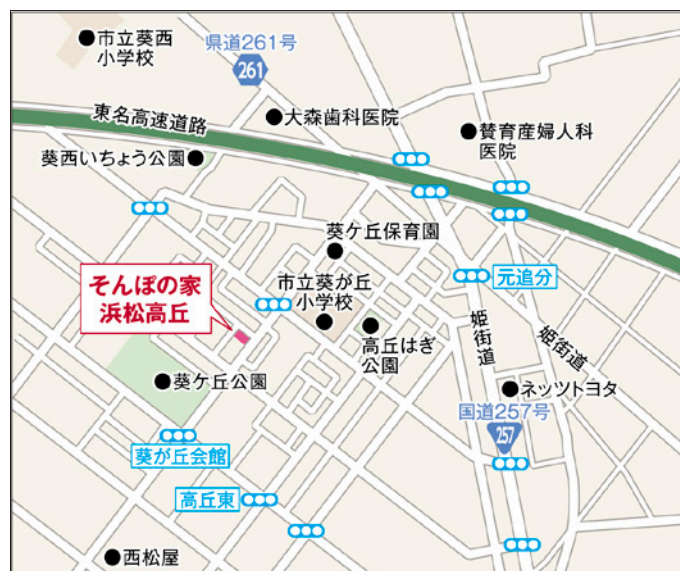 市立葵西
小学校
県道261号
261
東名高速道路
大森歯科医院
賛育産婦人科
医院
葵西いちょう公園
葵ケ丘保育園
元追分
そんぽの家
浜松高丘
市立葵が丘
小学校
姫街道
姫街道
高丘はぎ
公園
葵ケ丘公園
ネッツトヨタ
国道257号
257
葵が丘会館
高丘東
西松屋